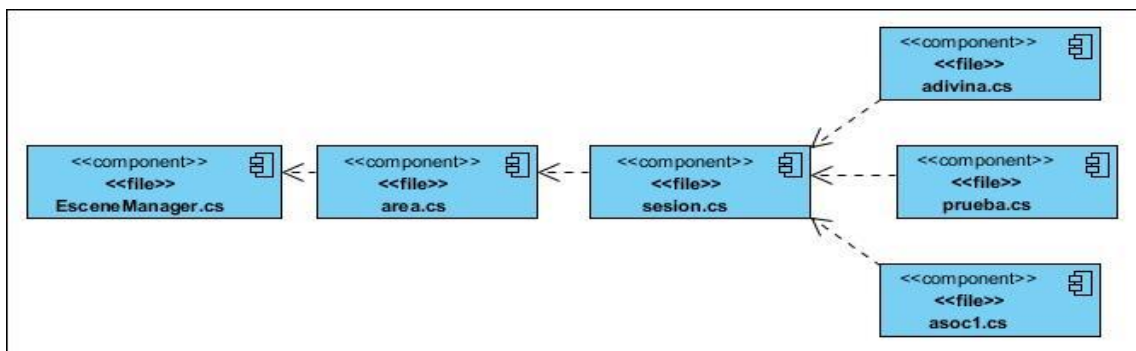 <<component>>
<<file>>
EsceneManager.cs
<<component>>
<<file>>
area.cs
<<component>>
<<file>>
sesion.cs
<<component>>
<<file>>
adivina.cs
<<component>>
<<file>>
prueba.cs
<<component>>
<<file>>
asoc1.cs